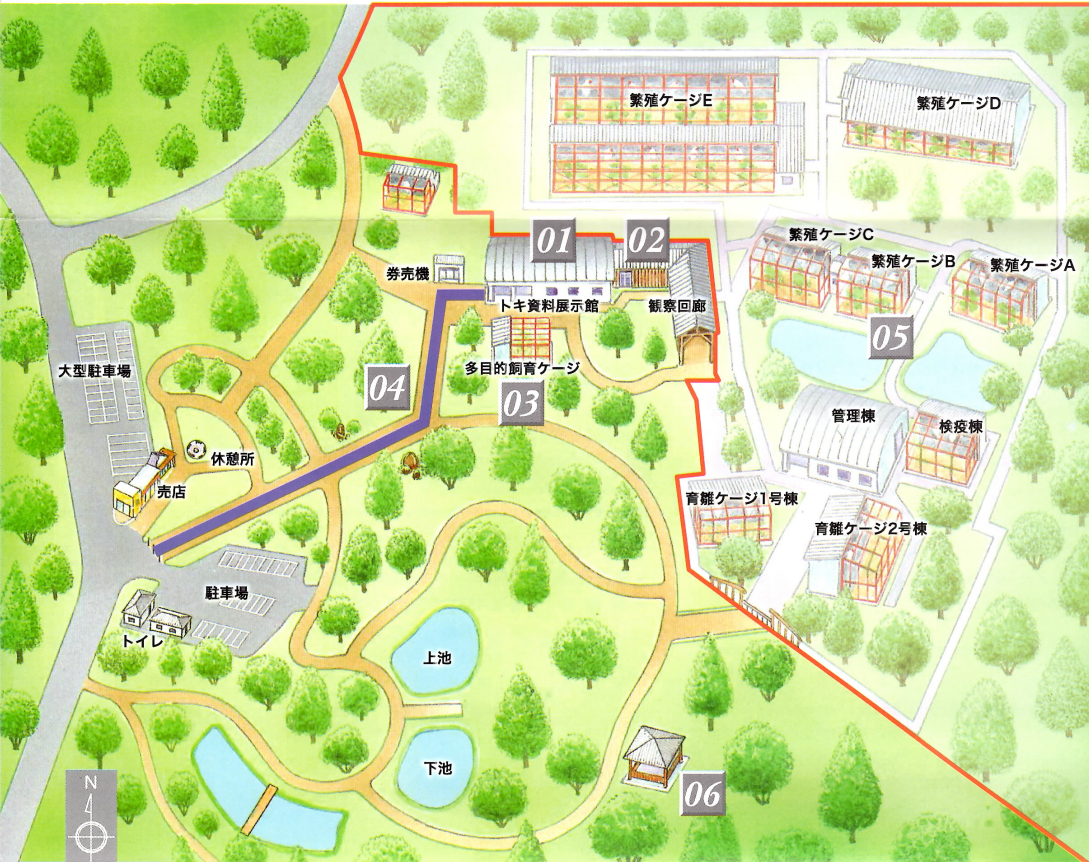 繁殖ケージE
繁殖ケージD
01
02
繁殖ケージC
繁殖ケージB
繁殖ケージA
券売機
トキ資料展示館
観察回廊
05
大型駐車場
04
多目的飼育ケージ
03
管理棟
検疫棟
休憩所
売店
育雛ケージ1号棟
育雛ケージ2号棟
駐車場
トイレ
上池
下池
06
N